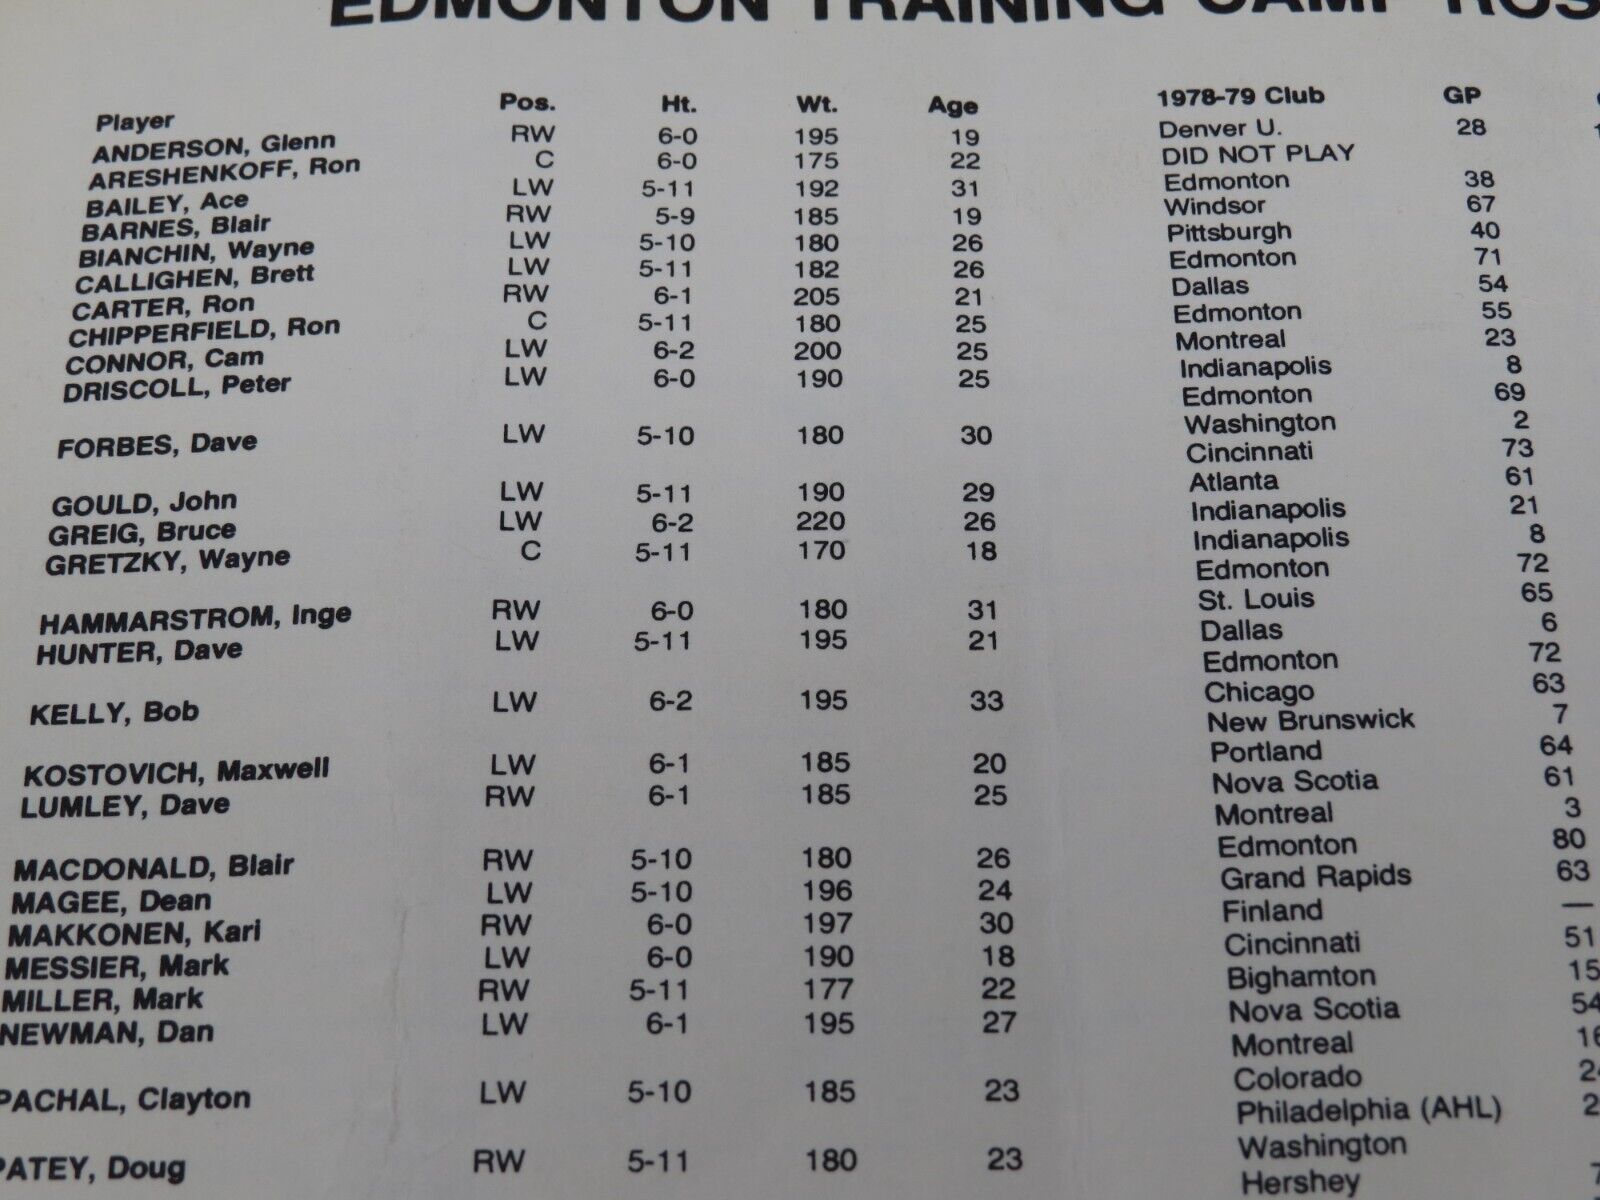 EDMONTON TRAINING CAMP ROS
Player Pos. Ht. Wt. Age 1978-79 Club GP
ANDERSON, Glenn RW 6-0 195 19 Denver U. 28
ARESHENKOFF, Ron C 6-0 175 22 DID NOT PLAY
BAILEY, Ace LW 5-11 192 31 Edmonton 38
BARNES, Blair RW 5-9 185 19 Windsor 67
BIANCHIN, Wayne LW 5-10 180 26 Pittsburgh 40
CALLIGHEN, Brett LW 5-11 182 26 Edmonton 71
CARTER, Ron RW 6-1 205 21 Dallas 54
CHIPPERFIELD, Ron C 5-11 180 25 Edmonton 55
CONNOR, Cam LW 6-2 200 25 Montreal 23
DRISCOLL, Peter LW 6-0 190 25 Indianapolis 8
Edmonton 69
FORBES, Dave LW 5-10 180 30 Washington 2
Cincinnati 73
GOULD, John LW 5-11 190 29 Atlanta 61
GREIG, Bruce LW 6-2 220 26 Indianapolis 21
GRETZKY, Wayne C 5-11 170 18 Indianapolis 8
Edmonton 72
HAMMARSTROM, Inge RW 6-0 180 31 St. Louis 65
HUNTER, Dave LW 5-11 195 21 Dallas 6
Edmonton 72
KELLY, Bob LW 6-2 195 33 Chicago 63
New Brunswick 7
KOSTOVICH, Maxwell LW 6-1 185 20 Portland 64
LUMLEY, Dave RW 6-1 185 25 Nova Scotia 61
Montreal 3
MACDONALD, Blair RW 5-10 180 26 Edmonton 80
MAGEE, Dean LW 5-10 196 24 Grand Rapids 63
MAKKONEN, Kari RW 6-0 197 30 Finland —
MESSIER, Mark LW 6-0 190 18 Cincinnati 51
MILLER, Mark RW 5-11 177 22 Bighamton 15
NEWMAN, Dan LW 6-1 195 27 Nova Scotia 54
Montreal 16
PACHAL, Clayton LW 5-10 185 23 Colorado 24
Philadelphia (AHL) 2
PATEY, Doug RW 5-11 180 23 Washington
Hershey 7